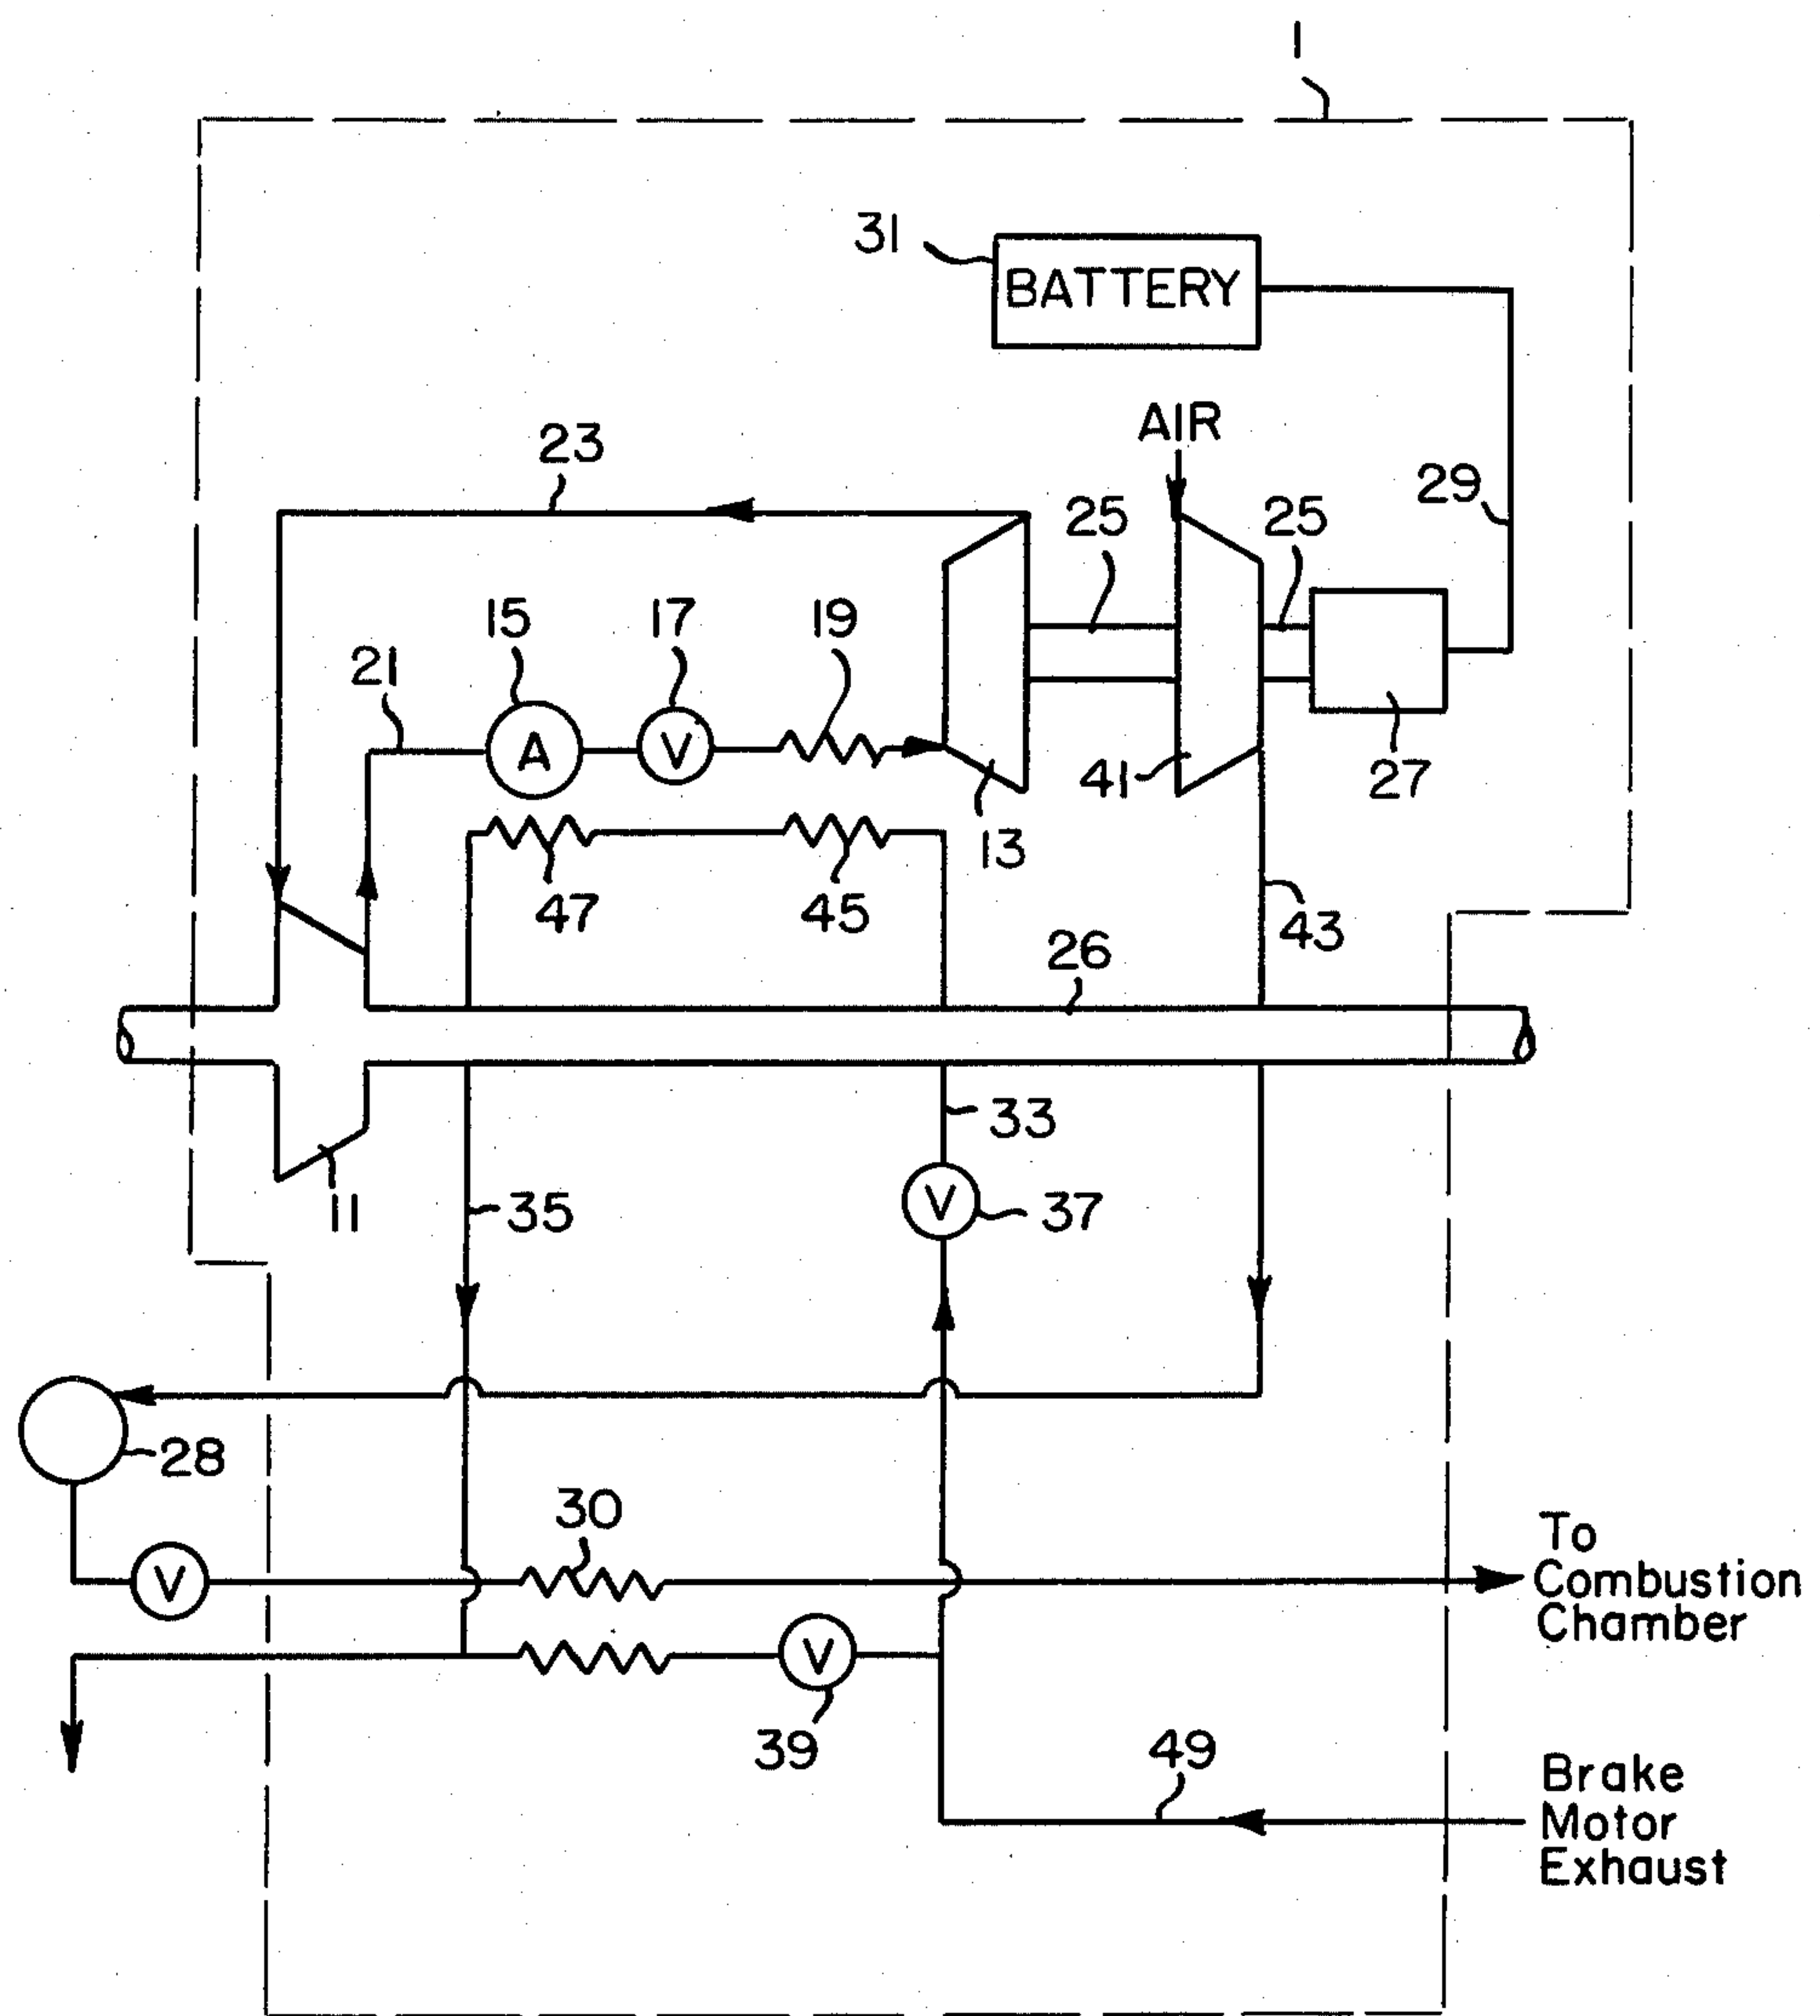 1
31
BATTERY
AIR
23
25
25
29
15
17
19
21
A
V
13
41
27
47
45
43
26
33
35
V
37
11
28
30
V
To
Combustion
Chamber
V
39
49
Brake
Motor
Exhaust